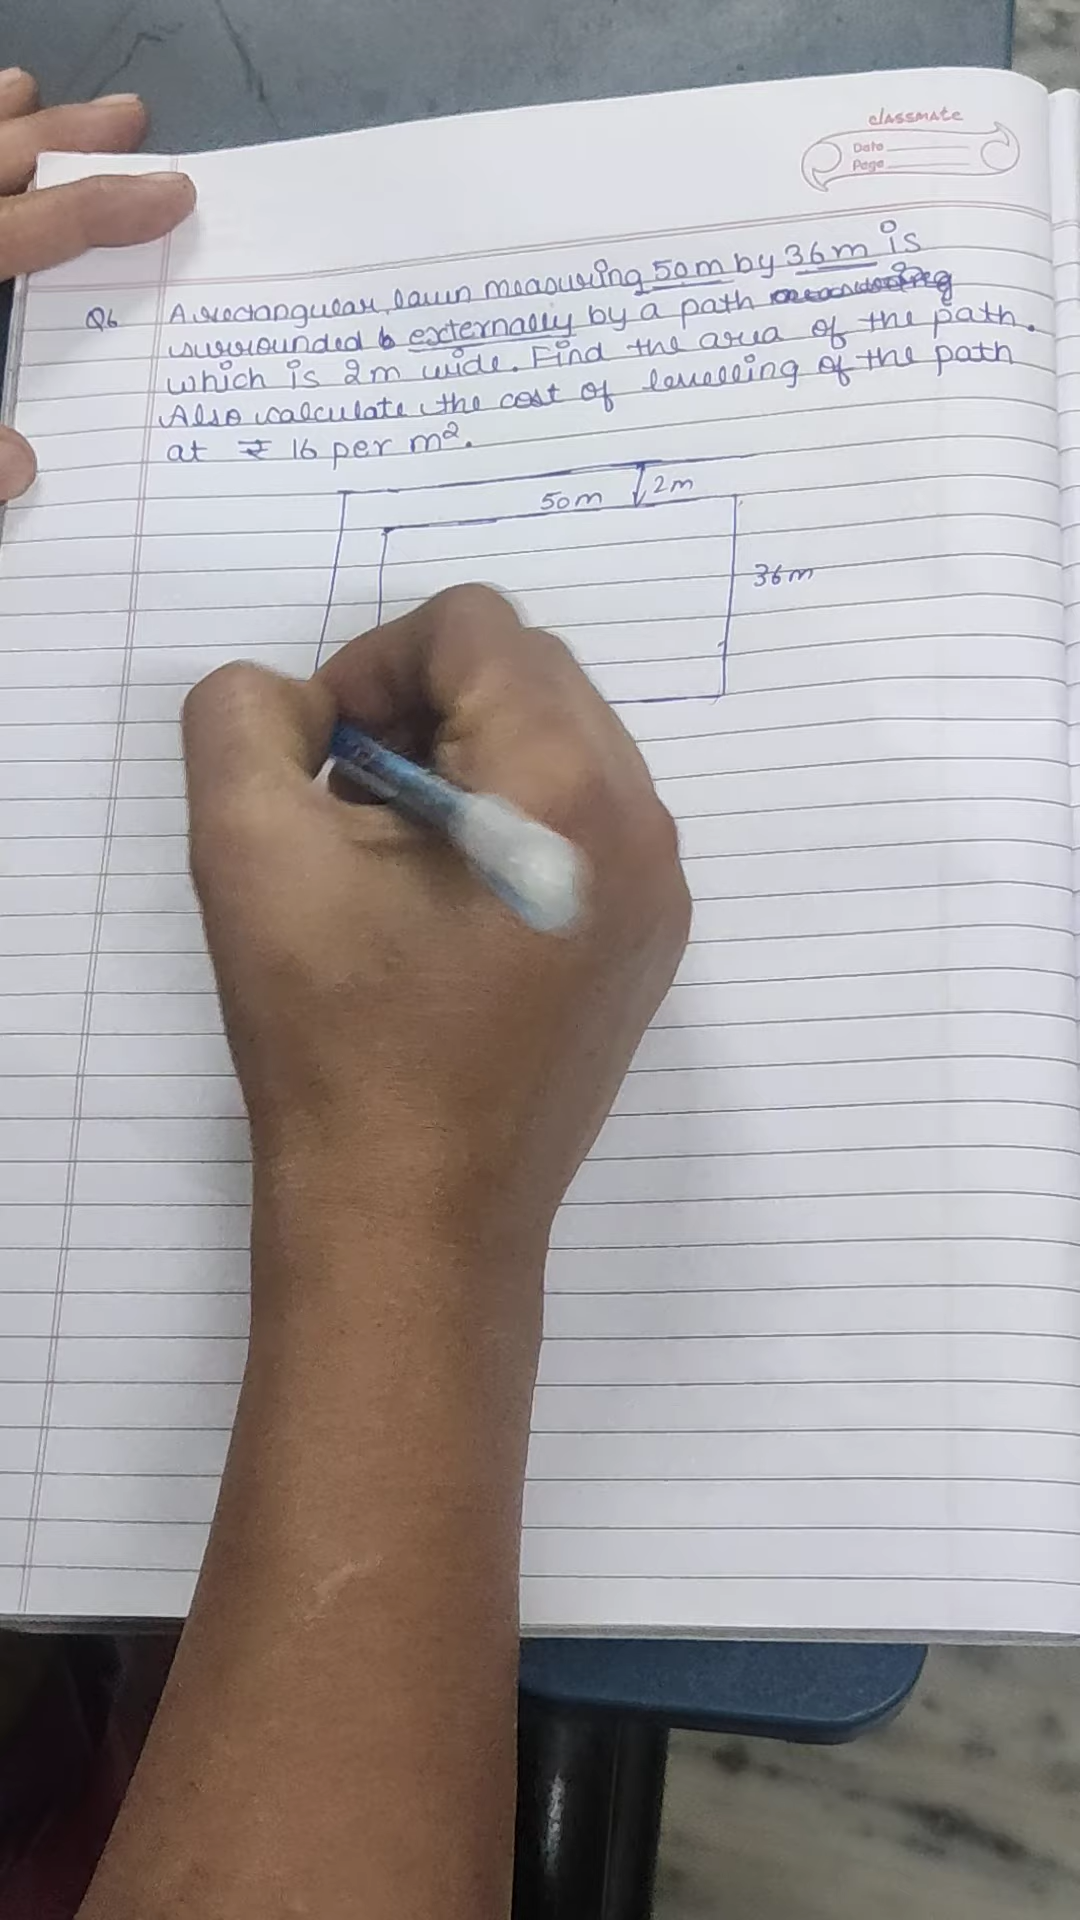 classmate
Date
Page
Q6 A rectangular lawn measuring 50m by 36m is
surrounded externally by a path
which is 2m wide. Find the area of the path.
Also calculate the cost of levelling of the path
at ₹ 16 per m².
50m 2m
36m